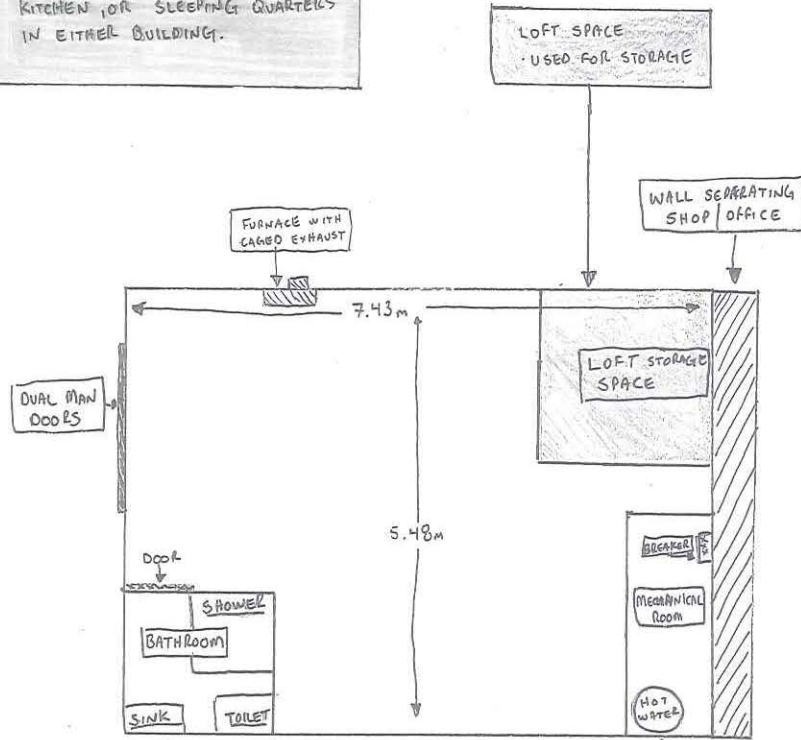 KITCHEN, OR SLEEPING QUARTERS
IN EITHER BUILDING.
LOFT SPACE
· USED FOR STORAGE
WALL SEPERATING
SHOP / OFFICE
FURNACE WITH
CAGED EXHAUST
7.43m
LOFT STORAGE
SPACE
DUAL MAN
DOORS
5.48m
BREAKER
DOOR
MECHANICAL
ROOM
SHOWER
BATHROOM
HOT
WATER
SINK
TOILET